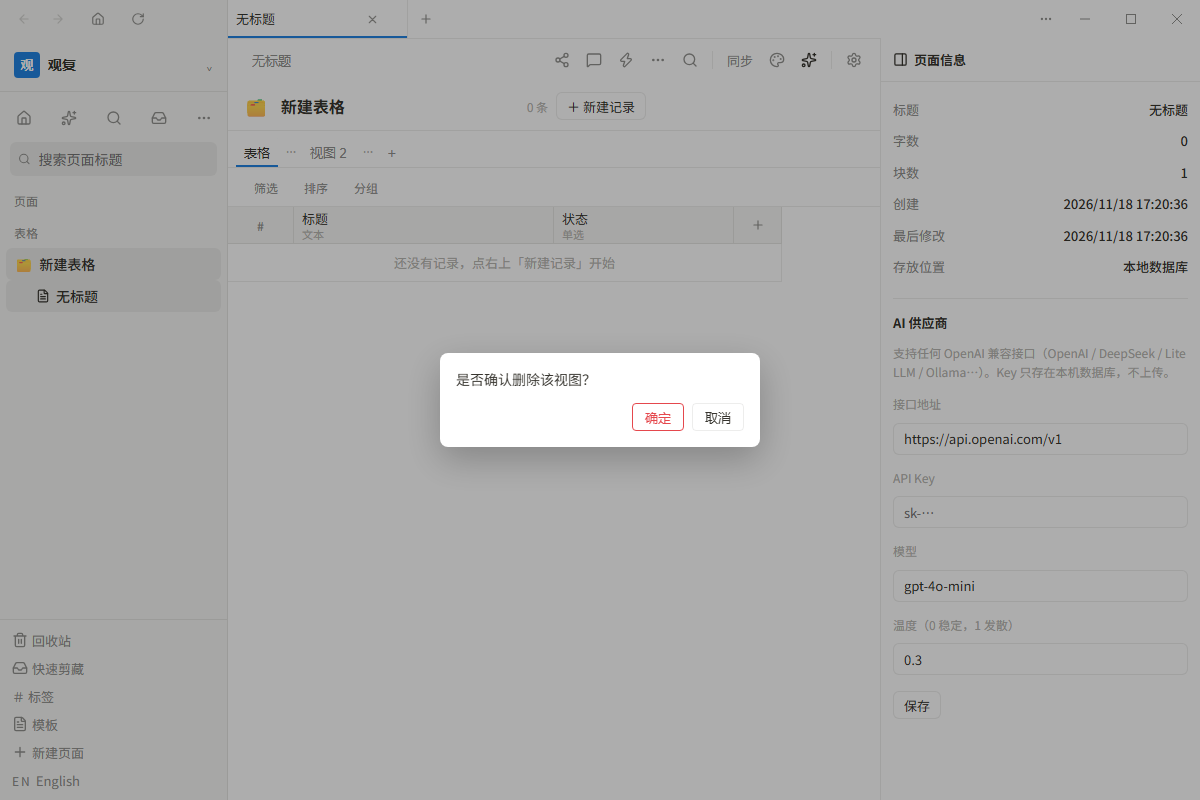 无标题
观 观复
搜索页面标题
页面
表格
新建表格
无标题
回收站
快速剪藏
# 标签
模板
新建页面
EN English
无标题
同步
新建表格
0 条
新建记录
表格
视图 2
筛选
排序
分组
#
标题
文本
状态
单选
还没有记录，点右上「新建记录」开始
是否确认删除该视图？
确定
取消
页面信息
标题 无标题
字数 0
块数 1
创建 2026/11/18 17:20:36
最后修改 2026/11/18 17:20:36
存放位置 本地数据库
AI 供应商
支持任何 OpenAI 兼容接口（OpenAI / DeepSeek / Lite
LLM / Ollama…）。Key 只存在本机数据库，不上传。
接口地址
https://api.openai.com/v1
API Key
sk-…
模型
gpt-4o-mini
温度（0 稳定，1 发散）
0.3
保存